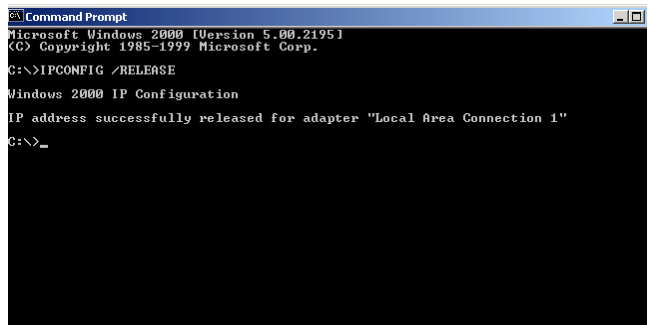 Command Prompt
Microsoft Windows 2000 [Version 5.00.2195]
(C) Copyright 1985-1999 Microsoft Corp.
C:\>IPCONFIG /RELEASE
Windows 2000 IP Configuration
IP address successfully released for adapter "Local Area Connection 1"
C:\>_